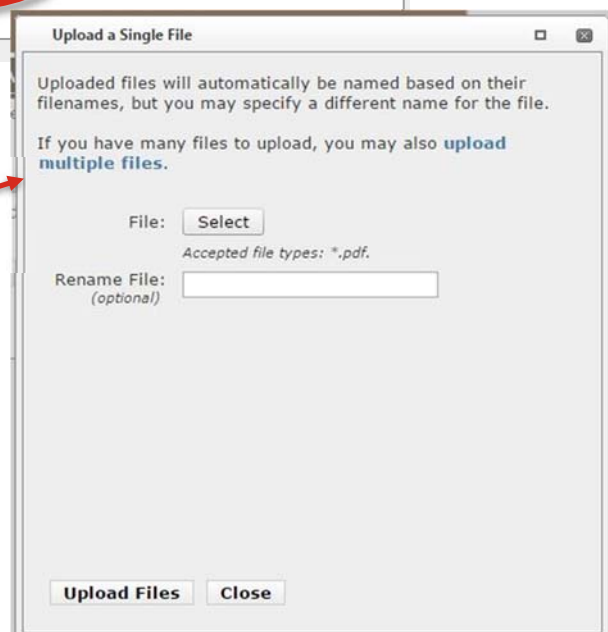 Upload a Single File
Uploaded files will automatically be named based on their
filenames, but you may specify a different name for the file.
If you have many files to upload, you may also upload
multiple files.
File: Select
Accepted file types: *.pdf.
Rename File:
(optional)
Upload Files Close